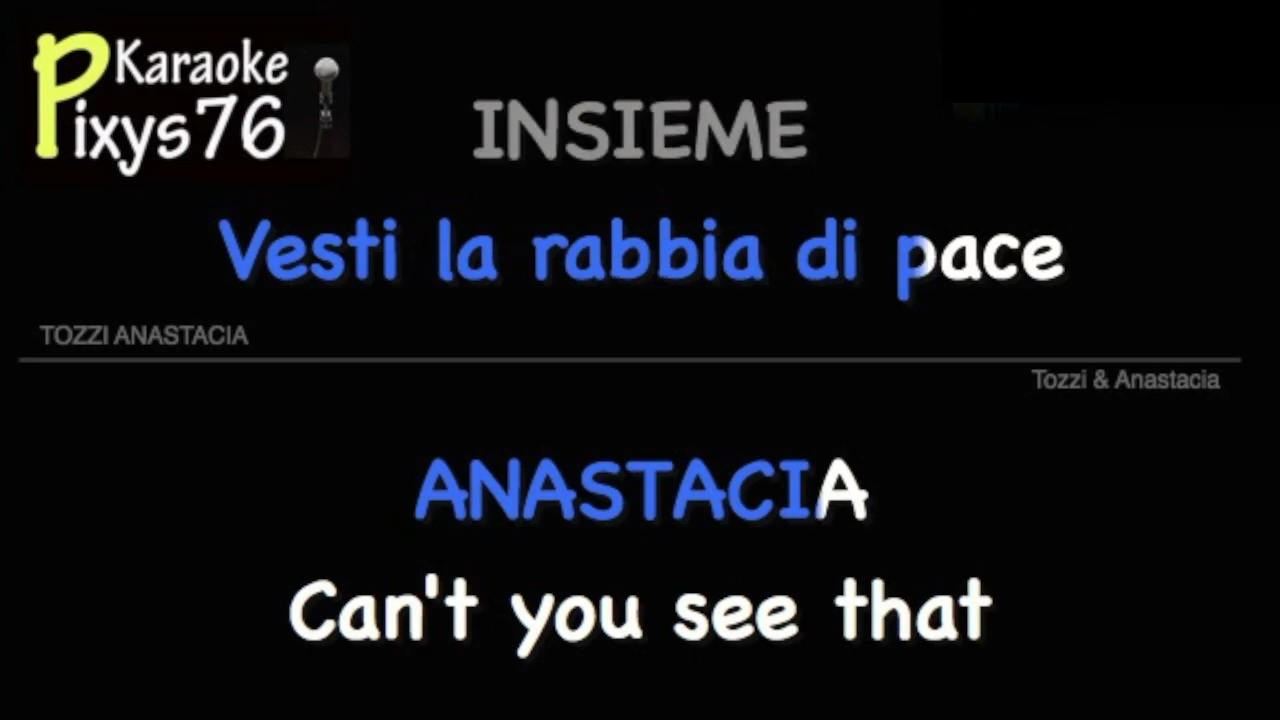 Karaoke
Pixys76
INSIEME
Vesti la rabbia di pace
TOZZI ANASTACIA
Tozzi & Anastacia
ANASTACIA
Can't you see that